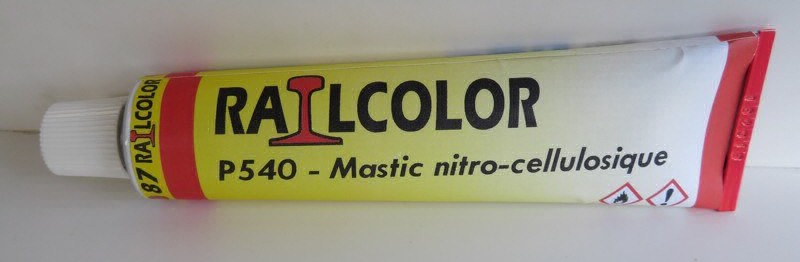 RAILCOLOR
P540 - Mastic nitro-cellulosique
87 RAILCOLOR